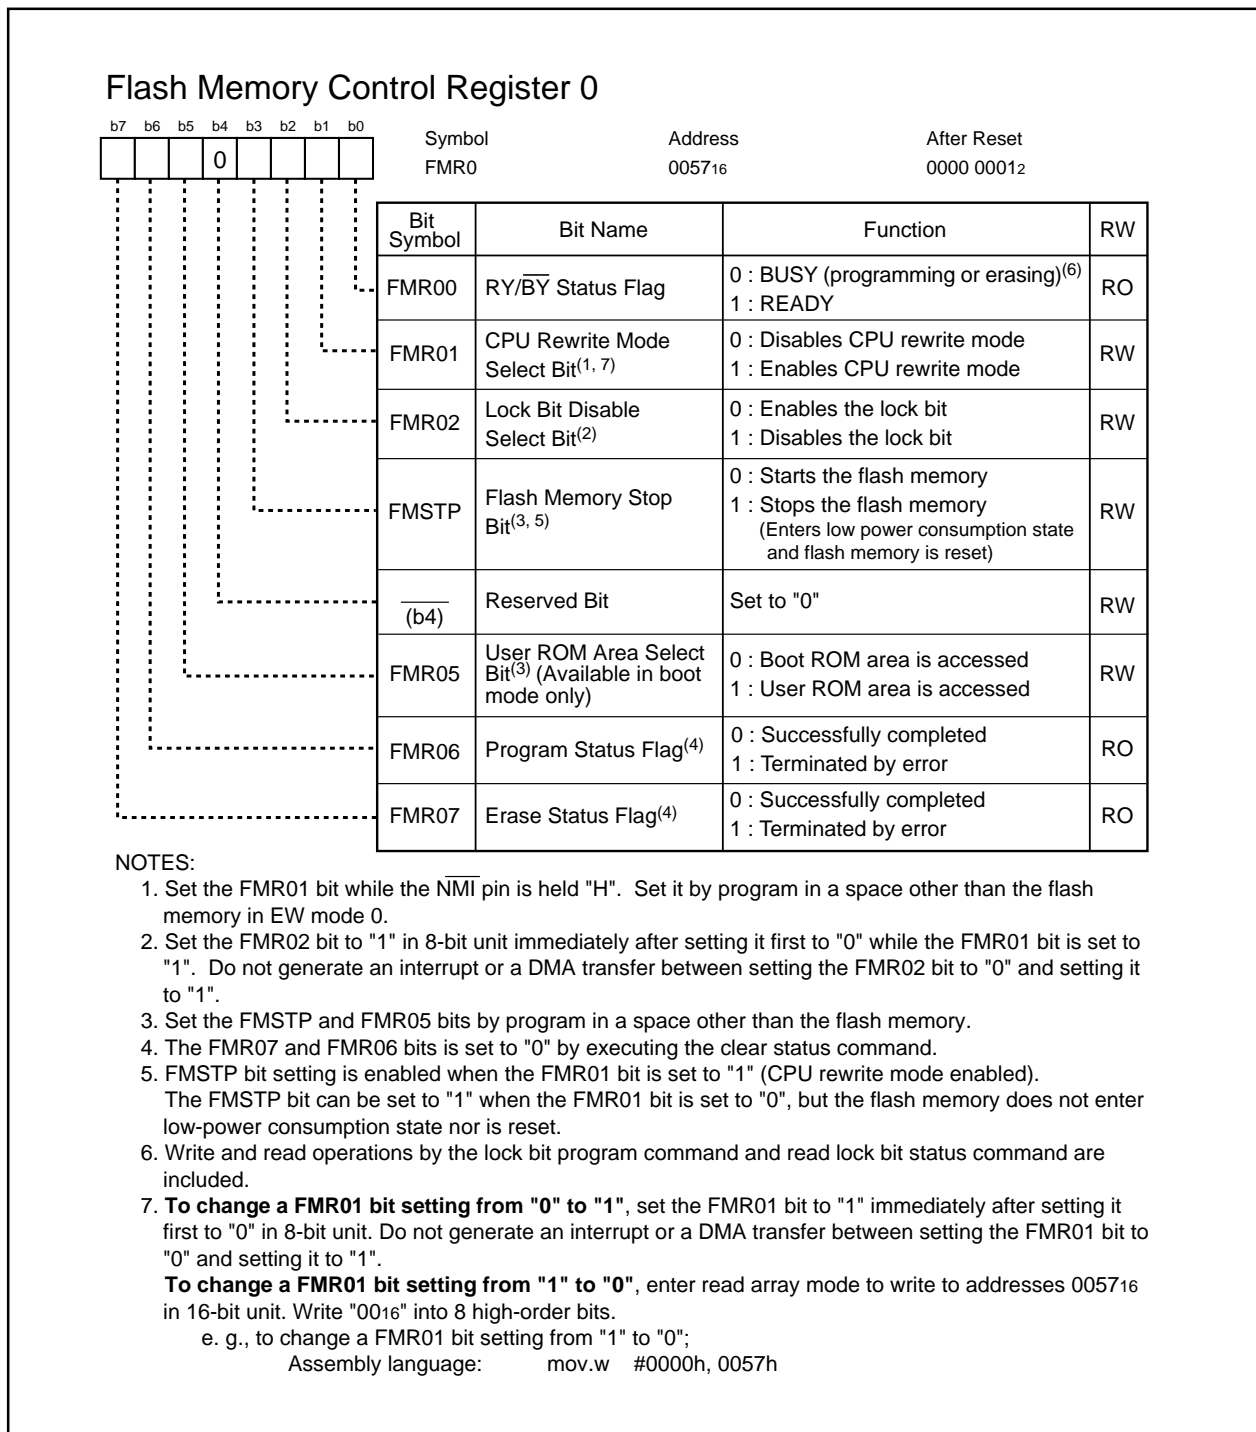 Flash Memory Control Register 0
b7 b6 b5 b4 b3 b2 b1 b0
0
Symbol Address After Reset
FMR0 005716 0000 00012
Bit Symbol Bit Name Function RW
FMR00 RY/BY Status Flag 0 : BUSY (programming or erasing)(6) RO
1 : READY
FMR01 CPU Rewrite Mode 0 : Disables CPU rewrite mode RW
Select Bit(1, 7) 1 : Enables CPU rewrite mode
FMR02 Lock Bit Disable 0 : Enables the lock bit RW
Select Bit(2) 1 : Disables the lock bit
FMSTP Flash Memory Stop 0 : Starts the flash memory RW
Bit(3, 5) 1 : Stops the flash memory
(Enters low power consumption state
and flash memory is reset)
(b4) Reserved Bit Set to "0" RW
FMR05 User ROM Area Select 0 : Boot ROM area is accessed RW
Bit(3) (Available in boot 1 : User ROM area is accessed
mode only)
FMR06 Program Status Flag(4) 0 : Successfully completed RO
1 : Terminated by error
FMR07 Erase Status Flag(4) 0 : Successfully completed RO
1 : Terminated by error
NOTES:
1. Set the FMR01 bit while the NMI pin is held "H". Set it by program in a space other than the flash
memory in EW mode 0.
2. Set the FMR02 bit to "1" in 8-bit unit immediately after setting it first to "0" while the FMR01 bit is set to
"1". Do not generate an interrupt or a DMA transfer between setting the FMR02 bit to "0" and setting it
to "1".
3. Set the FMSTP and FMR05 bits by program in a space other than the flash memory.
4. The FMR07 and FMR06 bits is set to "0" by executing the clear status command.
5. FMSTP bit setting is enabled when the FMR01 bit is set to "1" (CPU rewrite mode enabled).
The FMSTP bit can be set to "1" when the FMR01 bit is set to "0", but the flash memory does not enter
low-power consumption state nor is reset.
6. Write and read operations by the lock bit program command and read lock bit status command are
included.
7. To change a FMR01 bit setting from "0" to "1", set the FMR01 bit to "1" immediately after setting it
first to "0" in 8-bit unit. Do not generate an interrupt or a DMA transfer between setting the FMR01 bit to
"0" and setting it to "1".
To change a FMR01 bit setting from "1" to "0", enter read array mode to write to addresses 005716
in 16-bit unit. Write "0016" into 8 high-order bits.
e. g., to change a FMR01 bit setting from "1" to "0";
Assembly language: mov.w #0000h, 0057h